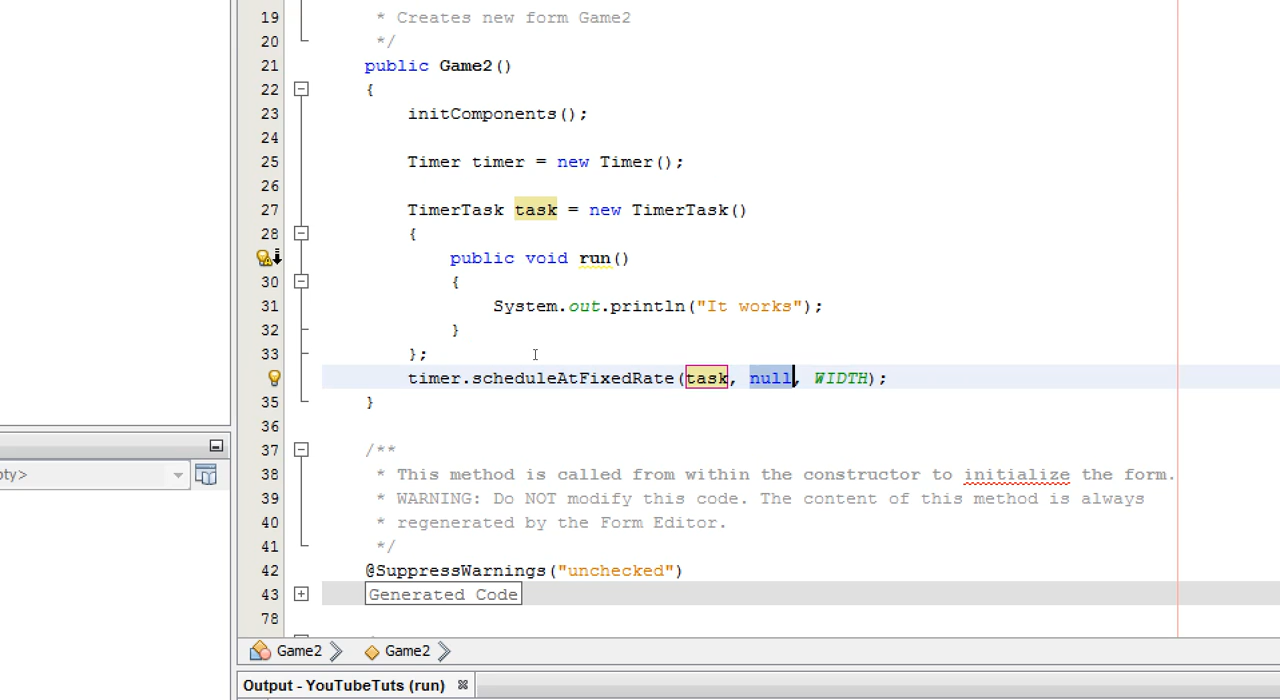 19 * Creates new form Game2
20 */
21 public Game2()
22 {
23 initComponents();
24
25 Timer timer = new Timer();
26
27 TimerTask task = new TimerTask()
28 {
public void run()
30 {
31 System.out.println("It works");
32 }
33 };
timer.scheduleAtFixedRate(task, null, WIDTH);
35 }
36
37 /**
38 * This method is called from within the constructor to initialize the form.
39 * WARNING: Do NOT modify this code. The content of this method is always
40 * regenerated by the Form Editor.
41 */
42 @SuppressWarnings("unchecked")
43 Generated Code
78
pty>
Game2 Game2
Output - YouTubeTuts (run)